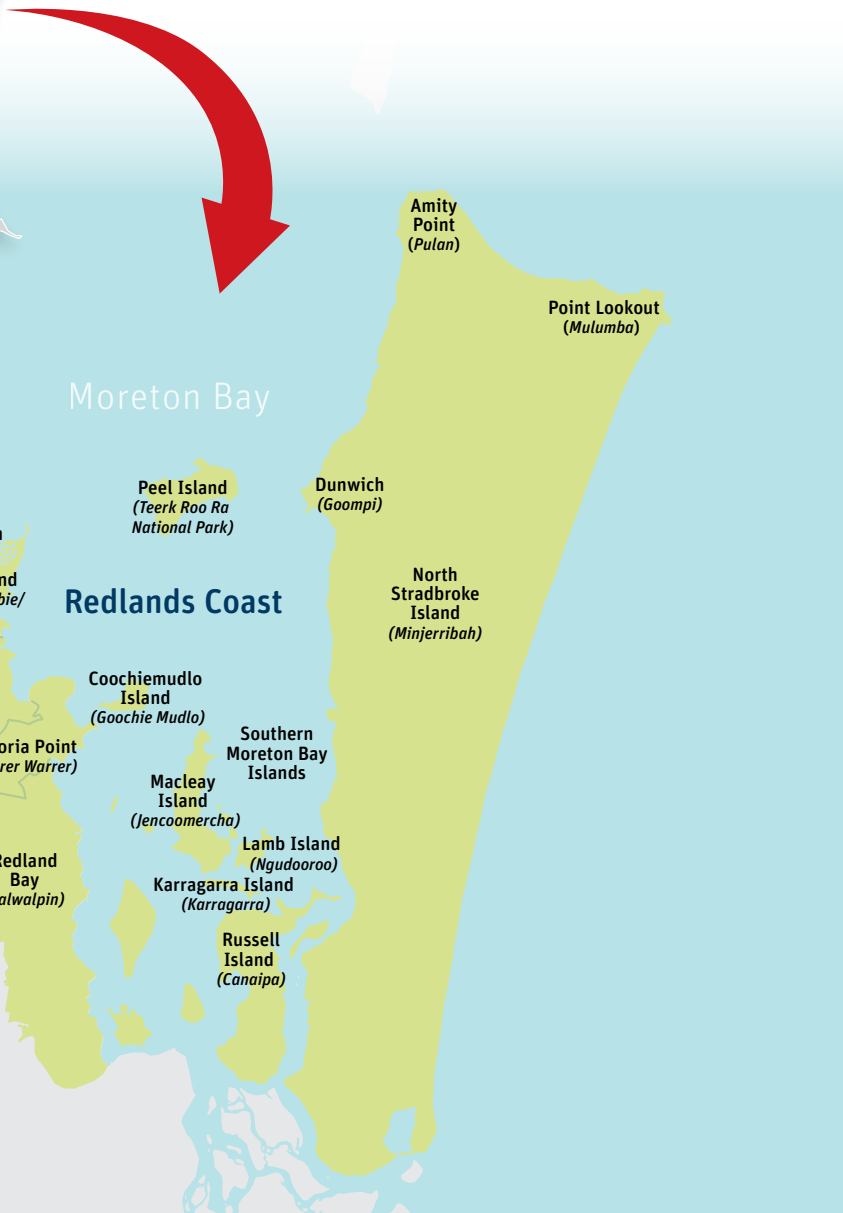 Amity
Point
(Pulan)
Point Lookout
(Mulumba)
Moreton Bay
Peel Island
(Teerk Roo Ra
National Park)
Dunwich
(Goompi)
North
Stradbroke
Island
(Minjerribah)
Redlands Coast
Coochiemudlo
Island
(Goochie Mudlo)
Southern
Moreton Bay
Islands
Point
Warrer)
Macleay
Island
(Jencoomercha)
Lamb Island
(Ngudooroo)
Karragarra Island
(Karragarra)
Bay
Russell
Island
(Canaipa)